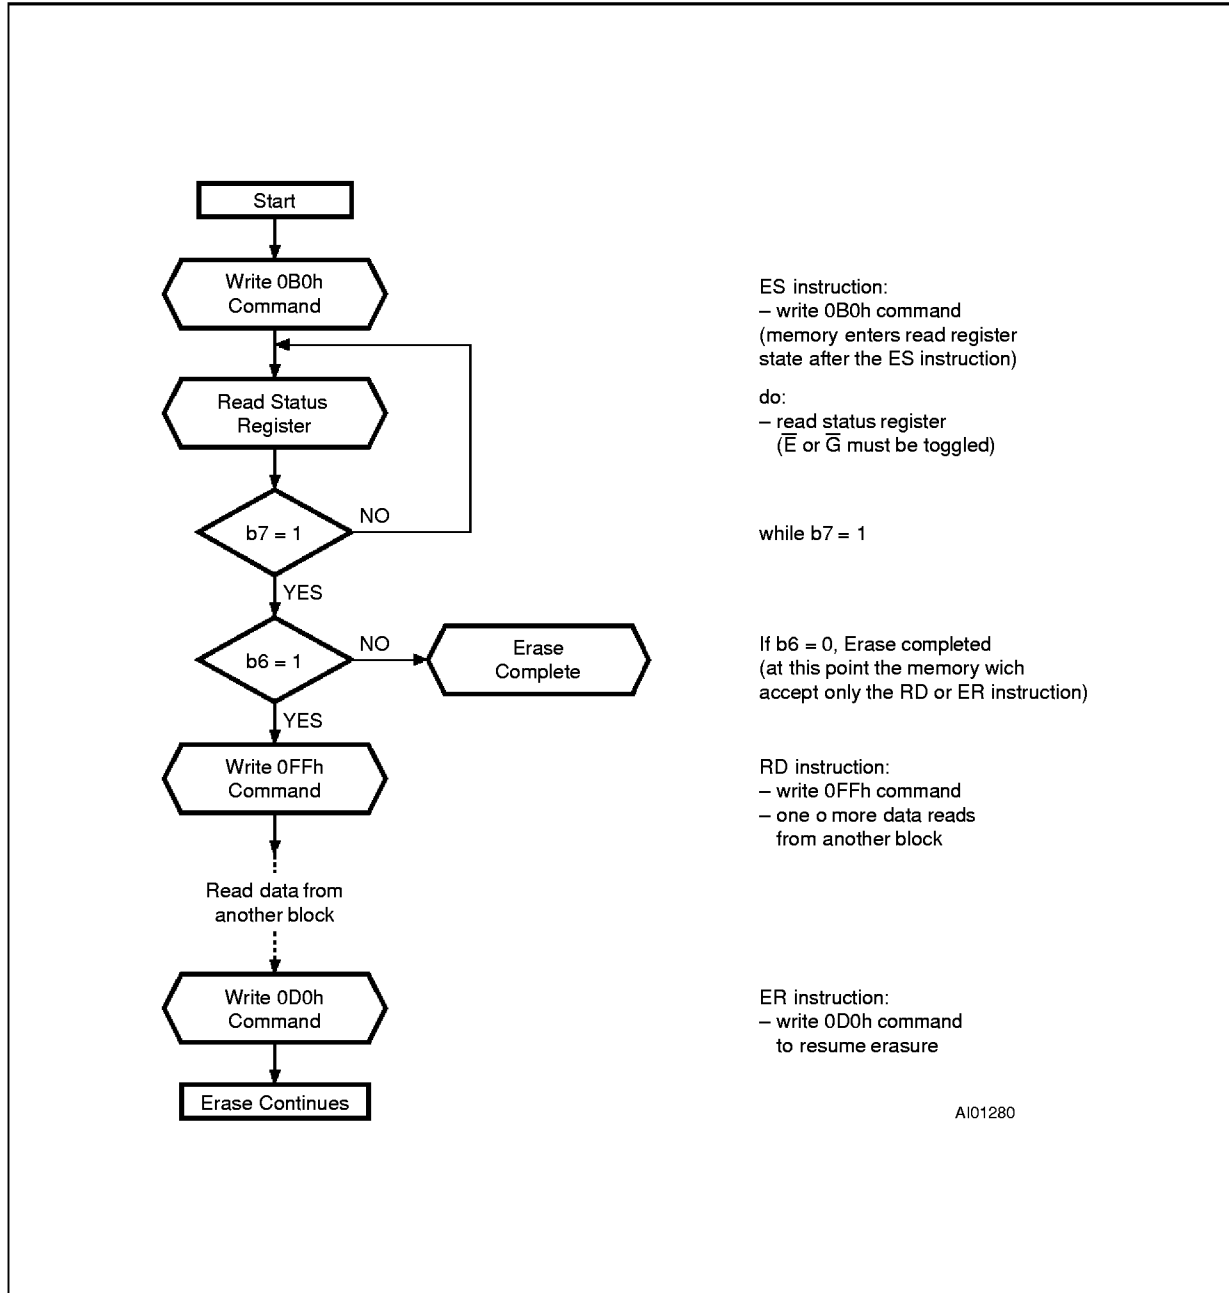 Start
Write 0B0h
Command
ES instruction:
– write 0B0h command
(memory enters read register
state after the ES instruction)
Read Status
Register
do:
– read status register
(E̅ or G̅ must be toggled)
b7 = 1
NO
while b7 = 1
YES
b6 = 1
NO
Erase
Complete
If b6 = 0, Erase completed
(at this point the memory wich
accept only the RD or ER instruction)
YES
Write 0FFh
Command
RD instruction:
– write 0FFh command
– one o more data reads
from another block
Read data from
another block
Write 0D0h
Command
ER instruction:
– write 0D0h command
to resume erasure
Erase Continues
AI01280